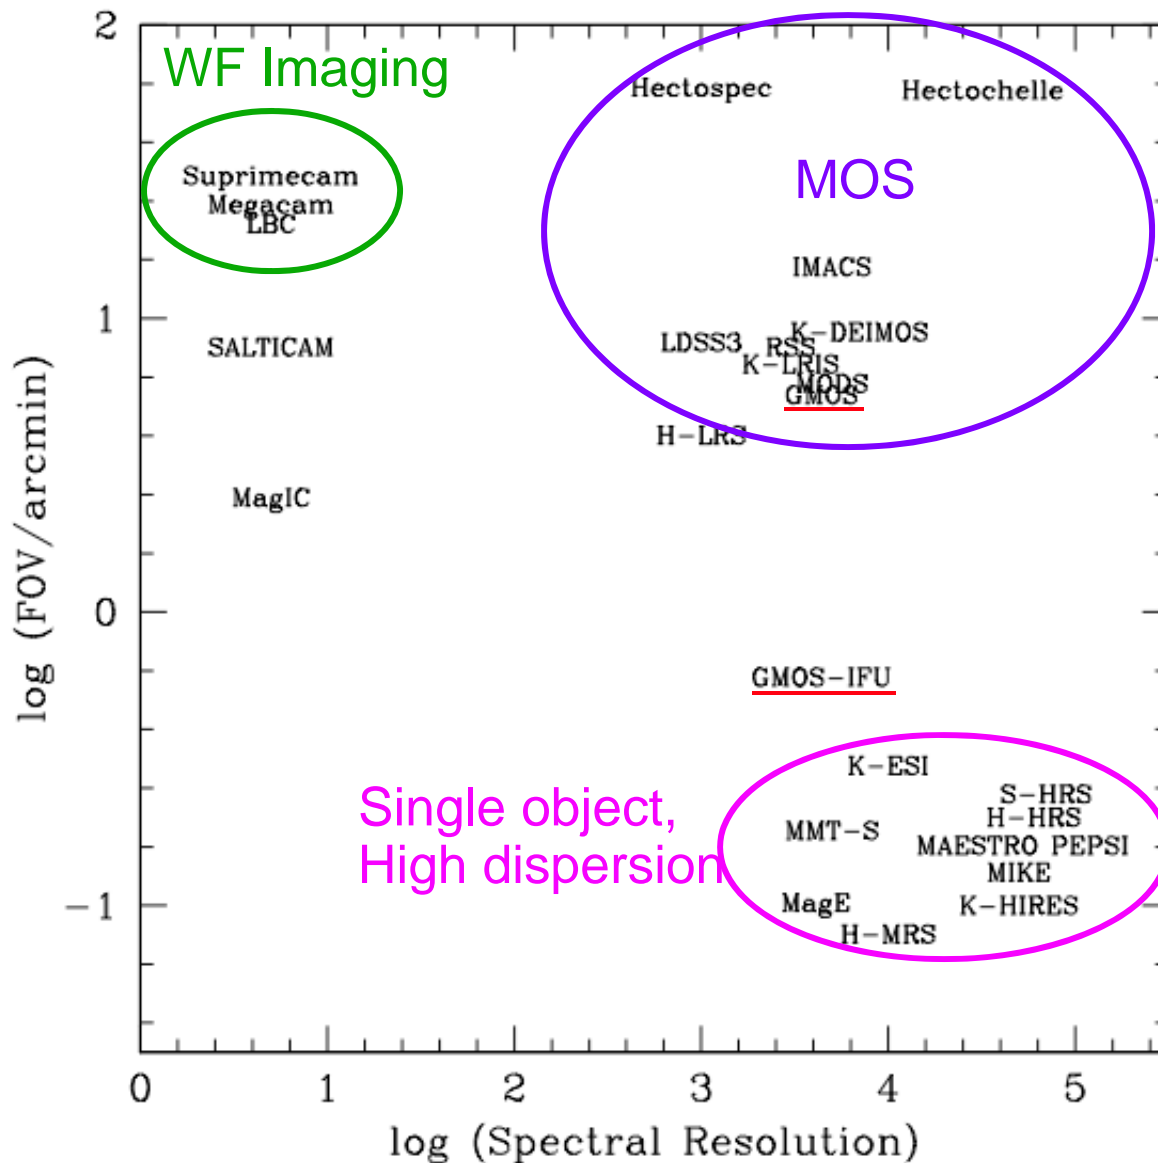 2
WF Imaging
Hectospec
Hectochelle
MOS
Suprimecam
Megacam
LBC
IMACS
1
K-DEIMOS
LDSS3
RSS
SALTICAM
K-LRIS
MODS
GMOS
H-LRS
MagIC
log (FOV/arcmin)
0
GMOS-IFU
K-ESI
Single object,
High dispersion
S-HRS
H-HRS
MMT-S
MAESTRO PEPSI
MIKE
-1
MagE
K-HIRES
H-MRS
0 1 2 3 4 5
log (Spectral Resolution)